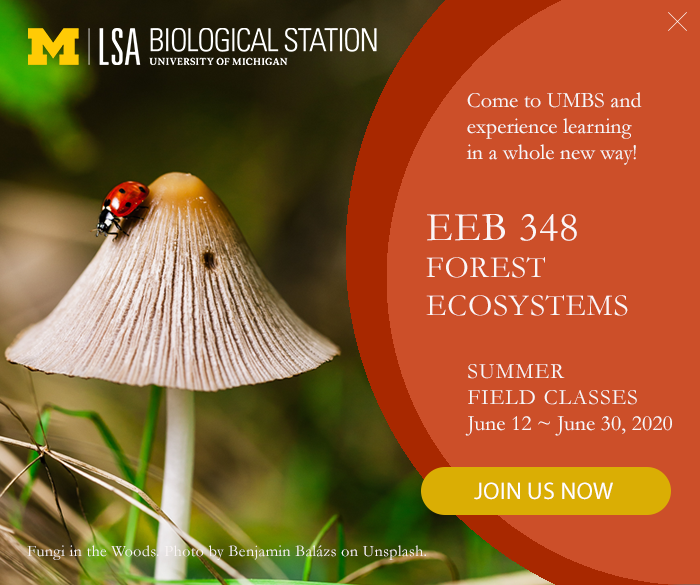 M | LSA BIOLOGICAL STATION
UNIVERSITY OF MICHIGAN
Come to UMBS and
experience learning
in a whole new way!
EEB 348
FOREST
ECOSYSTEMS
SUMMER
FIELD CLASSES
June 12 ~ June 30, 2020
JOIN US NOW
Fungi in the Woods. Photo by Benjamin Balázs on Unsplash.